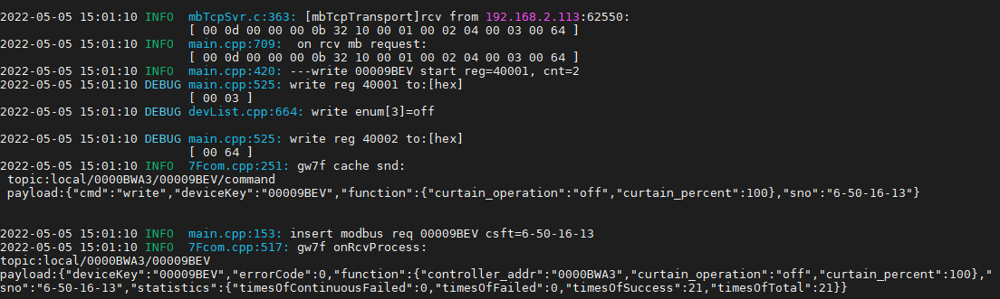 2022-05-05 15:01:10 INFO  mbTcpSvr.c:363: [mbTcpTransport]rcv from 192.168.2.113:62550:
[ 00 0d 00 00 00 0b 32 10 00 01 00 02 04 00 03 00 64 ]
2022-05-05 15:01:10 INFO  main.cpp:709:  on rcv mb request:
[ 00 0d 00 00 00 0b 32 10 00 01 00 02 04 00 03 00 64 ]
2022-05-05 15:01:10 INFO  main.cpp:420: ---write 00009BEV start reg=40001, cnt=2
2022-05-05 15:01:10 DEBUG main.cpp:525: write reg 40001 to:[hex]
[ 00 03 ]
2022-05-05 15:01:10 DEBUG devList.cpp:664: write enum[3]=off
2022-05-05 15:01:10 DEBUG main.cpp:525: write reg 40002 to:[hex]
[ 00 64 ]
2022-05-05 15:01:10 INFO  7Fcom.cpp:251: gw7f cache snd:
topic:local/0000BWA3/00009BEV/command
payload:{"cmd":"write","deviceKey":"00009BEV","function":{"curtain_operation":"off","curtain_percent":100},"sno":"6-50-16-13"}
2022-05-05 15:01:10 INFO  main.cpp:153: insert modbus req 00009BEV csft=6-50-16-13
2022-05-05 15:01:10 INFO  7Fcom.cpp:517: gw7f onRcvProcess:
topic:local/0000BWA3/00009BEV
payload:{"deviceKey":"00009BEV","errorCode":0,"function":{"controller_addr":"0000BWA3","curtain_operation":"off","curtain_percent":100},"
sno":"6-50-16-13","statistics":{"timesOfContinuousFailed":0,"timesOfFailed":0,"timesOfSuccess":21,"timesOfTotal":21}}